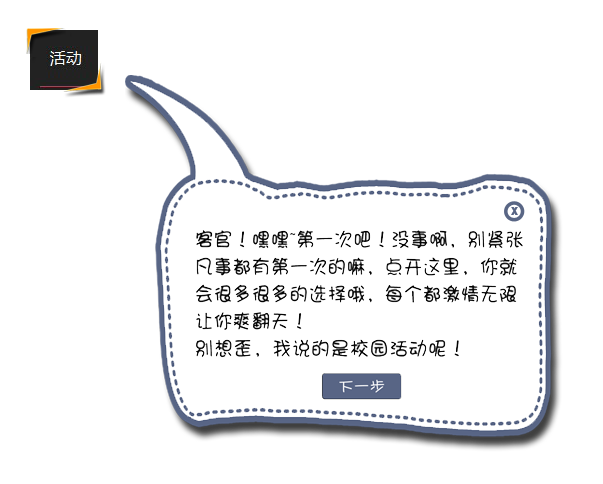 活动
x
客官！嘿嘿~第一次吧！没事啊，别紧张
凡事都有第一次的嘛，点开这里，你就
会很多很多的选择哦，每个都激情无限
让你爽翻天！
别想歪，我说的是校园活动呢！
下一步